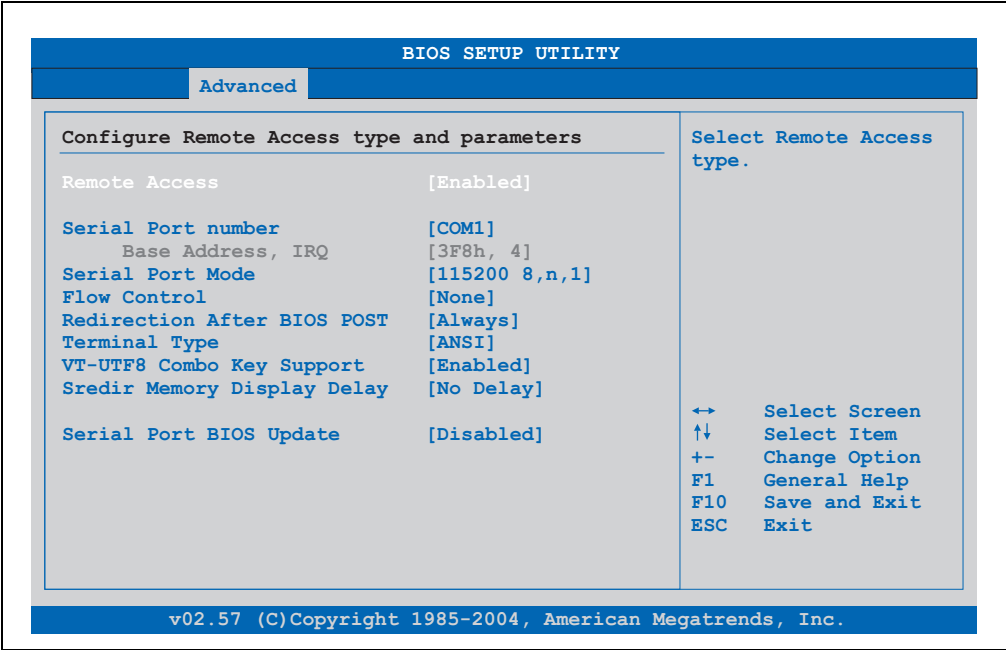 BIOS SETUP UTILITY
Advanced
Configure Remote Access type and parameters
Remote Access [Enabled]
Serial Port number [COM1]
Base Address, IRQ [3F8h, 4]
Serial Port Mode [115200 8,n,1]
Flow Control [None]
Redirection After BIOS POST [Always]
Terminal Type [ANSI]
VT-UTF8 Combo Key Support [Enabled]
Sredir Memory Display Delay [No Delay]
Serial Port BIOS Update [Disabled]
Select Remote Access
type.
↔ Select Screen
↑↓ Select Item
+- Change Option
F1 General Help
F10 Save and Exit
ESC Exit
v02.57 (C)Copyright 1985-2004, American Megatrends, Inc.